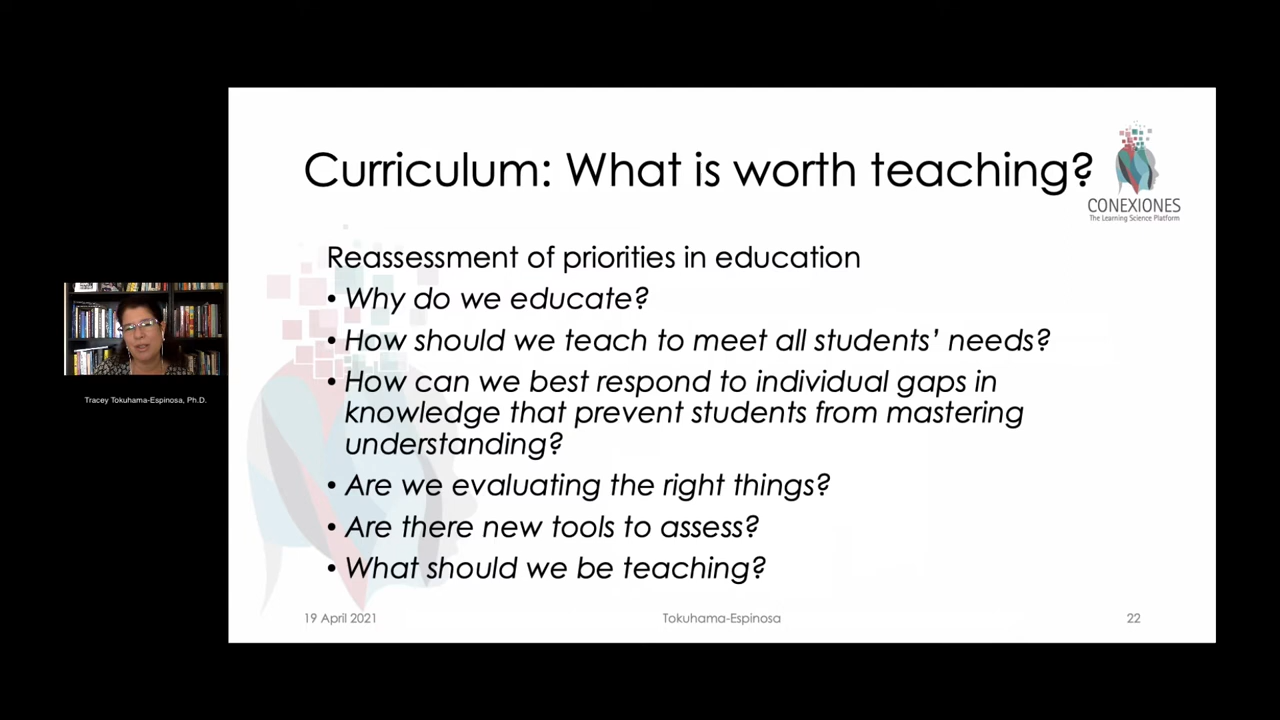 Curriculum: What is worth teaching?
CONEXIONES
The Learning Science Platform
Reassessment of priorities in education
• Why do we educate?
• How should we teach to meet all students’ needs?
• How can we best respond to individual gaps in
knowledge that prevent students from mastering
understanding?
• Are we evaluating the right things?
• Are there new tools to assess?
• What should we be teaching?
Tracey Tokuhama-Espinosa, Ph.D.
19 April 2021
Tokuhama-Espinosa
22